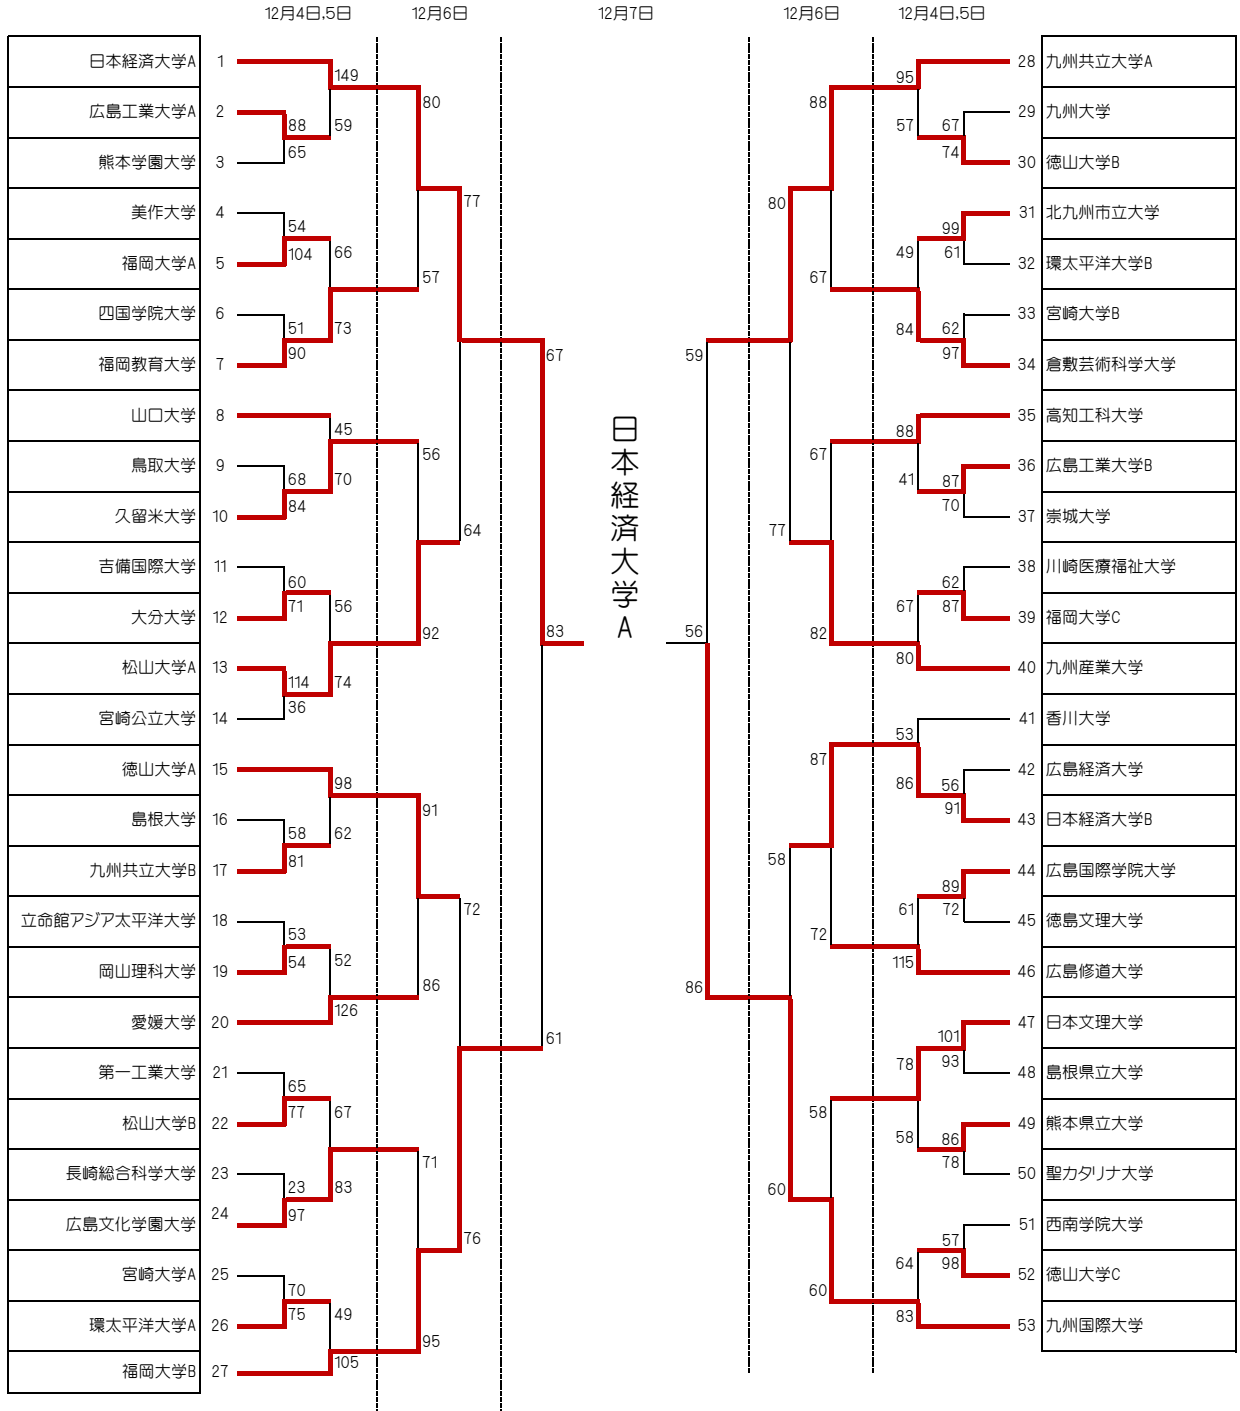 12月4日,5日 12月6日 12月7日 12月6日 12月4日,5日
日本経済大学A 1
広島工業大学A 2
熊本学園大学 3
美作大学 4
福岡大学A 5
四国学院大学 6
福岡教育大学 7
山口大学 8
鳥取大学 9
久留米大学 10
吉備国際大学 11
大分大学 12
松山大学A 13
宮崎公立大学 14
徳山大学A 15
島根大学 16
九州共立大学B 17
立命館アジア太平洋大学 18
岡山理科大学 19
愛媛大学 20
第一工業大学 21
松山大学B 22
長崎総合科学大学 23
広島文化学園大学 24
宮崎大学A 25
環太平洋大学A 26
福岡大学B 27
88
65
54
104
51
90
68
84
60
71
114
36
58
81
53
54
65
77
23
97
70
75
149
59
66
73
45
70
56
74
98
62
52
126
67
83
49
105
80
57
56
92
91
86
71
95
77
64
72
76
67
61
83
日本経済大学A
56
59
86
80
77
58
60
88
67
67
82
87
72
58
60
95
57
49
84
88
41
67
80
53
86
61
115
78
58
64
83
67
74
99
61
62
97
87
70
62
87
56
91
89
72
101
93
86
78
57
98
28 九州共立大学A
29 九州大学
30 徳山大学B
31 北九州市立大学
32 環太平洋大学B
33 宮崎大学B
34 倉敷芸術科学大学
35 高知工科大学
36 広島工業大学B
37 崇城大学
38 川崎医療福祉大学
39 福岡大学C
40 九州産業大学
41 香川大学
42 広島経済大学
43 日本経済大学B
44 広島国際学院大学
45 徳島文理大学
46 広島修道大学
47 日本文理大学
48 島根県立大学
49 熊本県立大学
50 聖カタリナ大学
51 西南学院大学
52 徳山大学C
53 九州国際大学